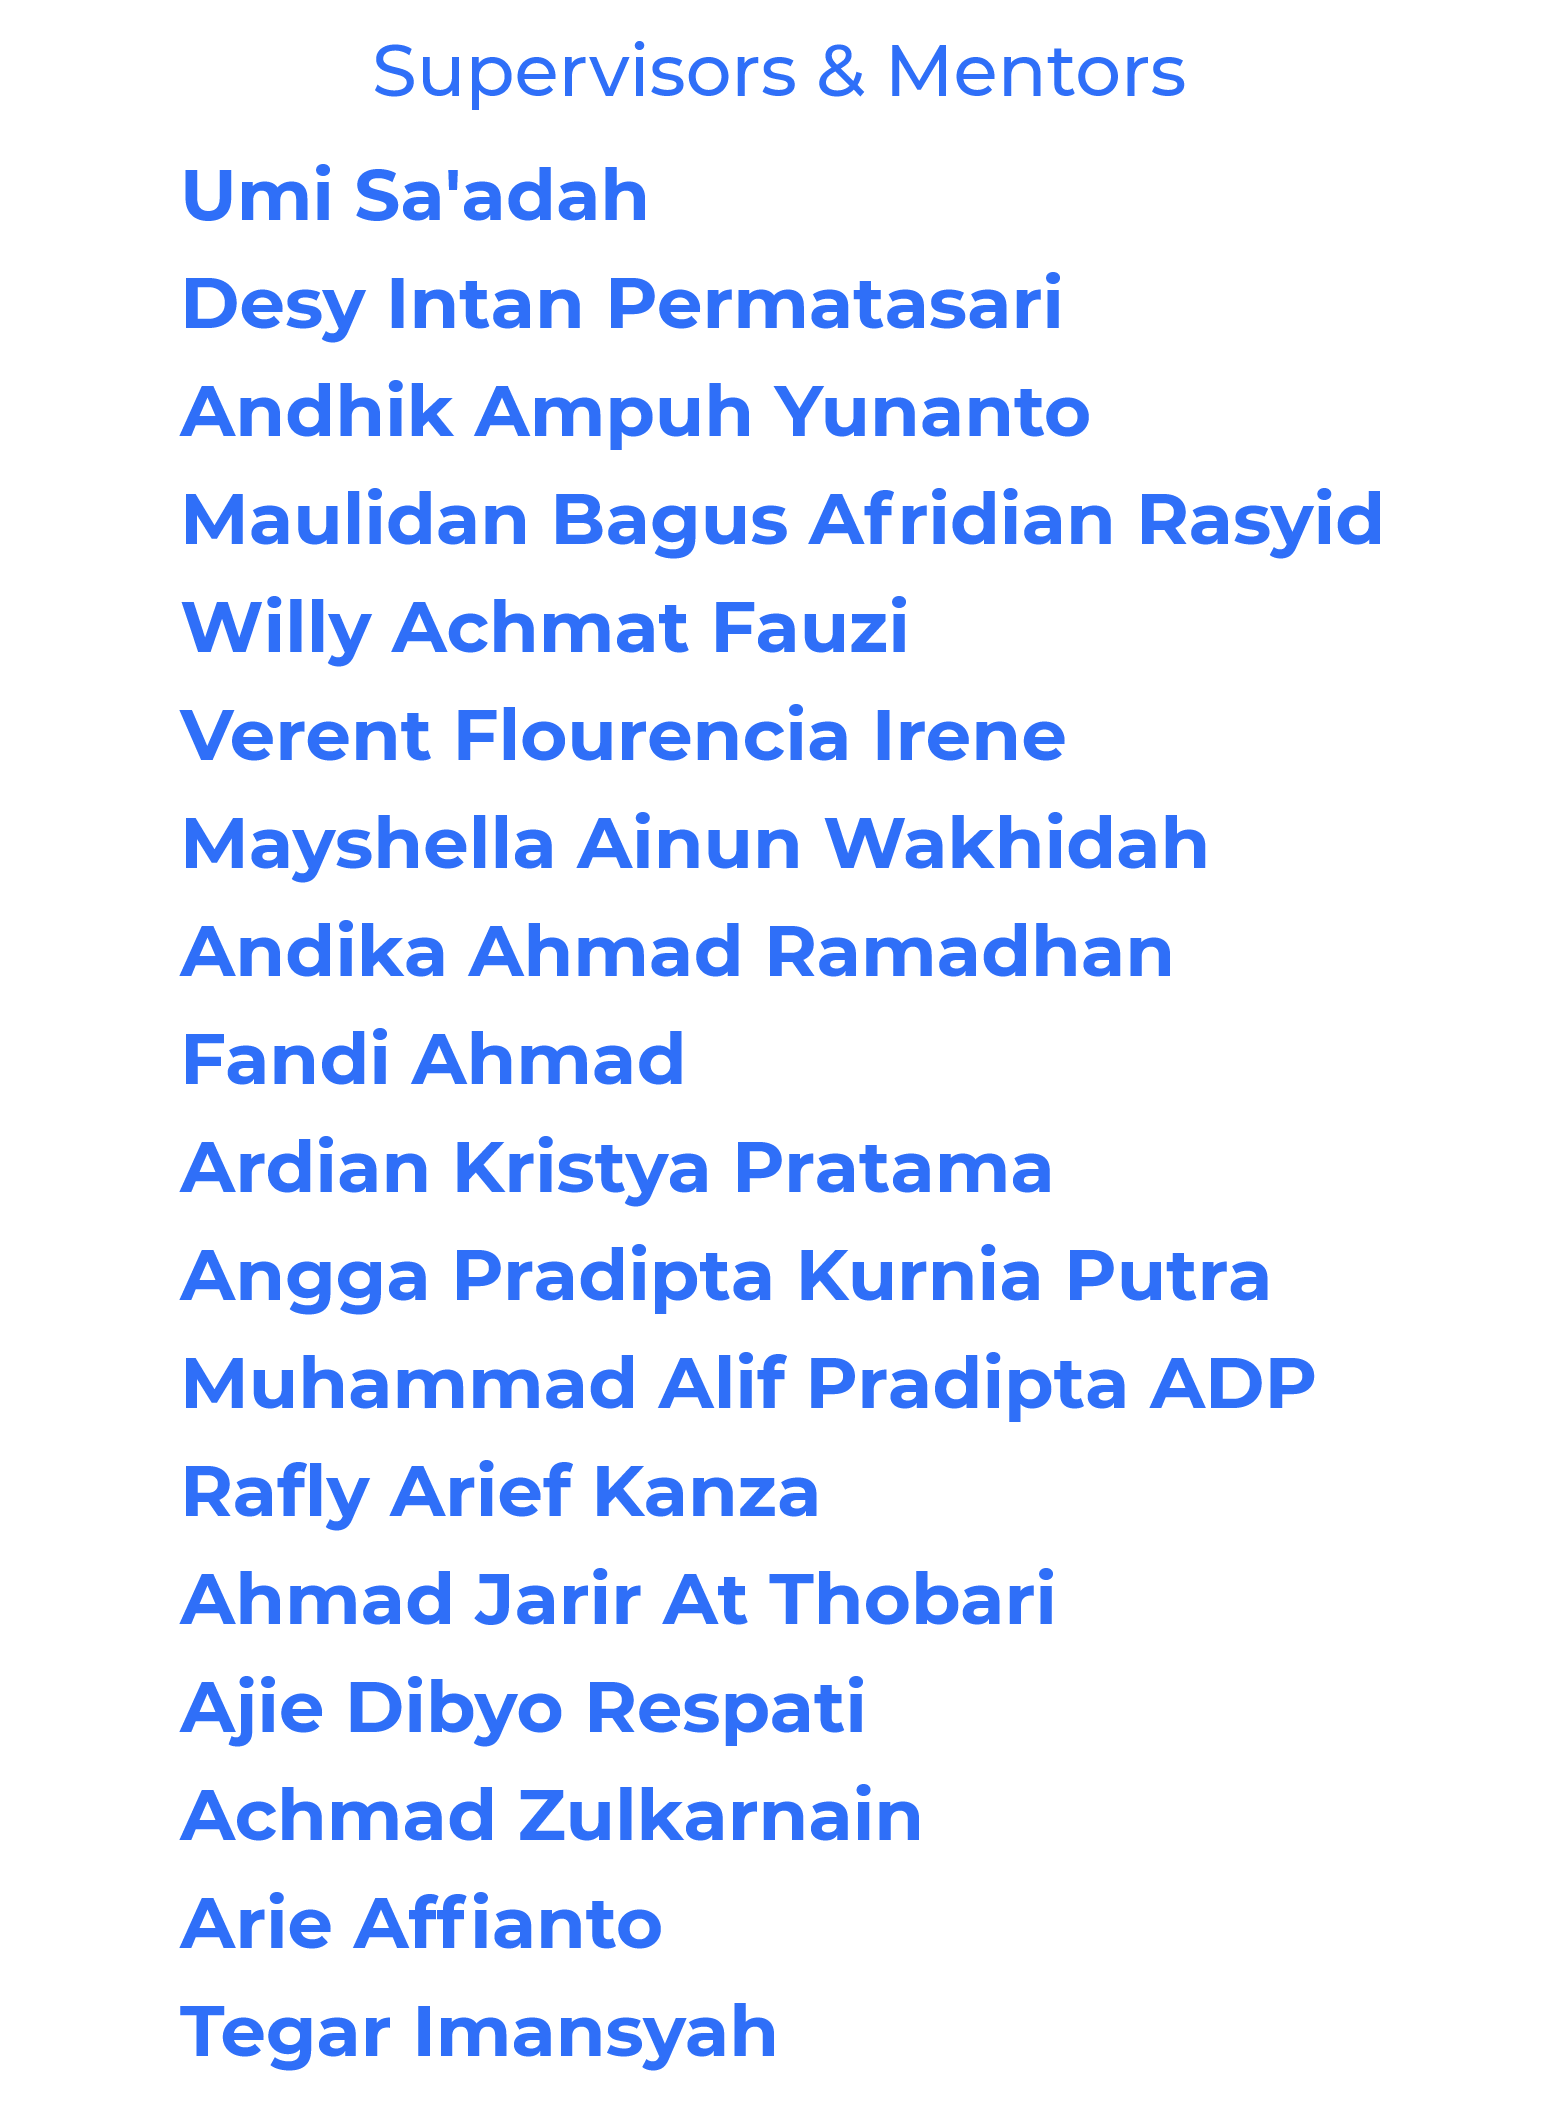 Supervisors & Mentors
Umi Sa'adah
Desy Intan Permatasari
Andhik Ampuh Yunanto
Maulidan Bagus Afridian Rasyid
Willy Achmat Fauzi
Verent Flourencia Irene
Mayshella Ainun Wakhidah
Andika Ahmad Ramadhan
Fandi Ahmad
Ardian Kristya Pratama
Angga Pradipta Kurnia Putra
Muhammad Alif Pradipta ADP
Rafly Arief Kanza
Ahmad Jarir At Thobari
Ajie Dibyo Respati
Achmad Zulkarnain
Arie Affianto
Tegar Imansyah